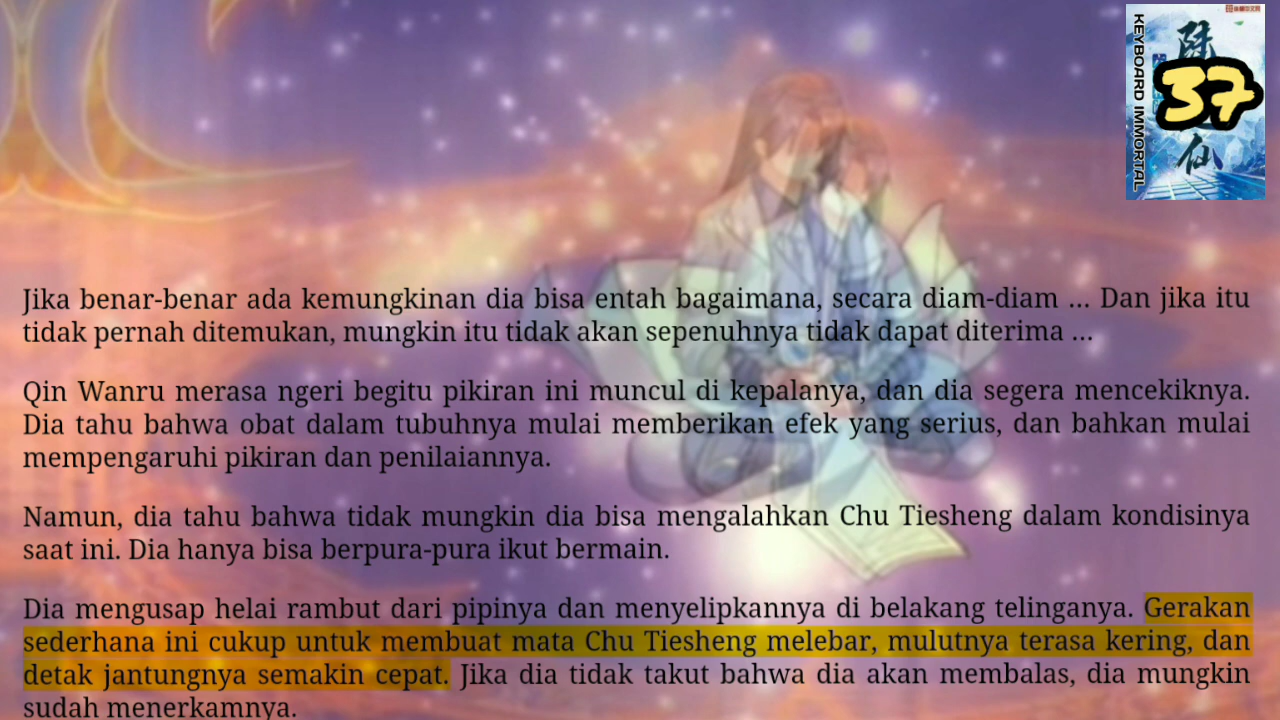 KEYBOARD IMMORTAL
陆
仙
37
Jika benar-benar ada kemungkinan dia bisa entah bagaimana, secara diam-diam ... Dan jika itu
tidak pernah ditemukan, mungkin itu tidak akan sepenuhnya tidak dapat diterima ...
Qin Wanru merasa ngeri begitu pikiran ini muncul di kepalanya, dan dia segera mencekiknya.
Dia tahu bahwa obat dalam tubuhnya mulai memberikan efek yang serius, dan bahkan mulai
mempengaruhi pikiran dan penilaiannya.
Namun, dia tahu bahwa tidak mungkin dia bisa mengalahkan Chu Tiesheng dalam kondisinya
saat ini. Dia hanya bisa berpura-pura ikut bermain.
Dia mengusap helai rambut dari pipinya dan menyelipkannya di belakang telinganya. Gerakan
sederhana ini cukup untuk membuat mata Chu Tiesheng melebar, mulutnya terasa kering, dan
detak jantungnya semakin cepat. Jika dia tidak takut bahwa dia akan membalas, dia mungkin
sudah menerkamnya.